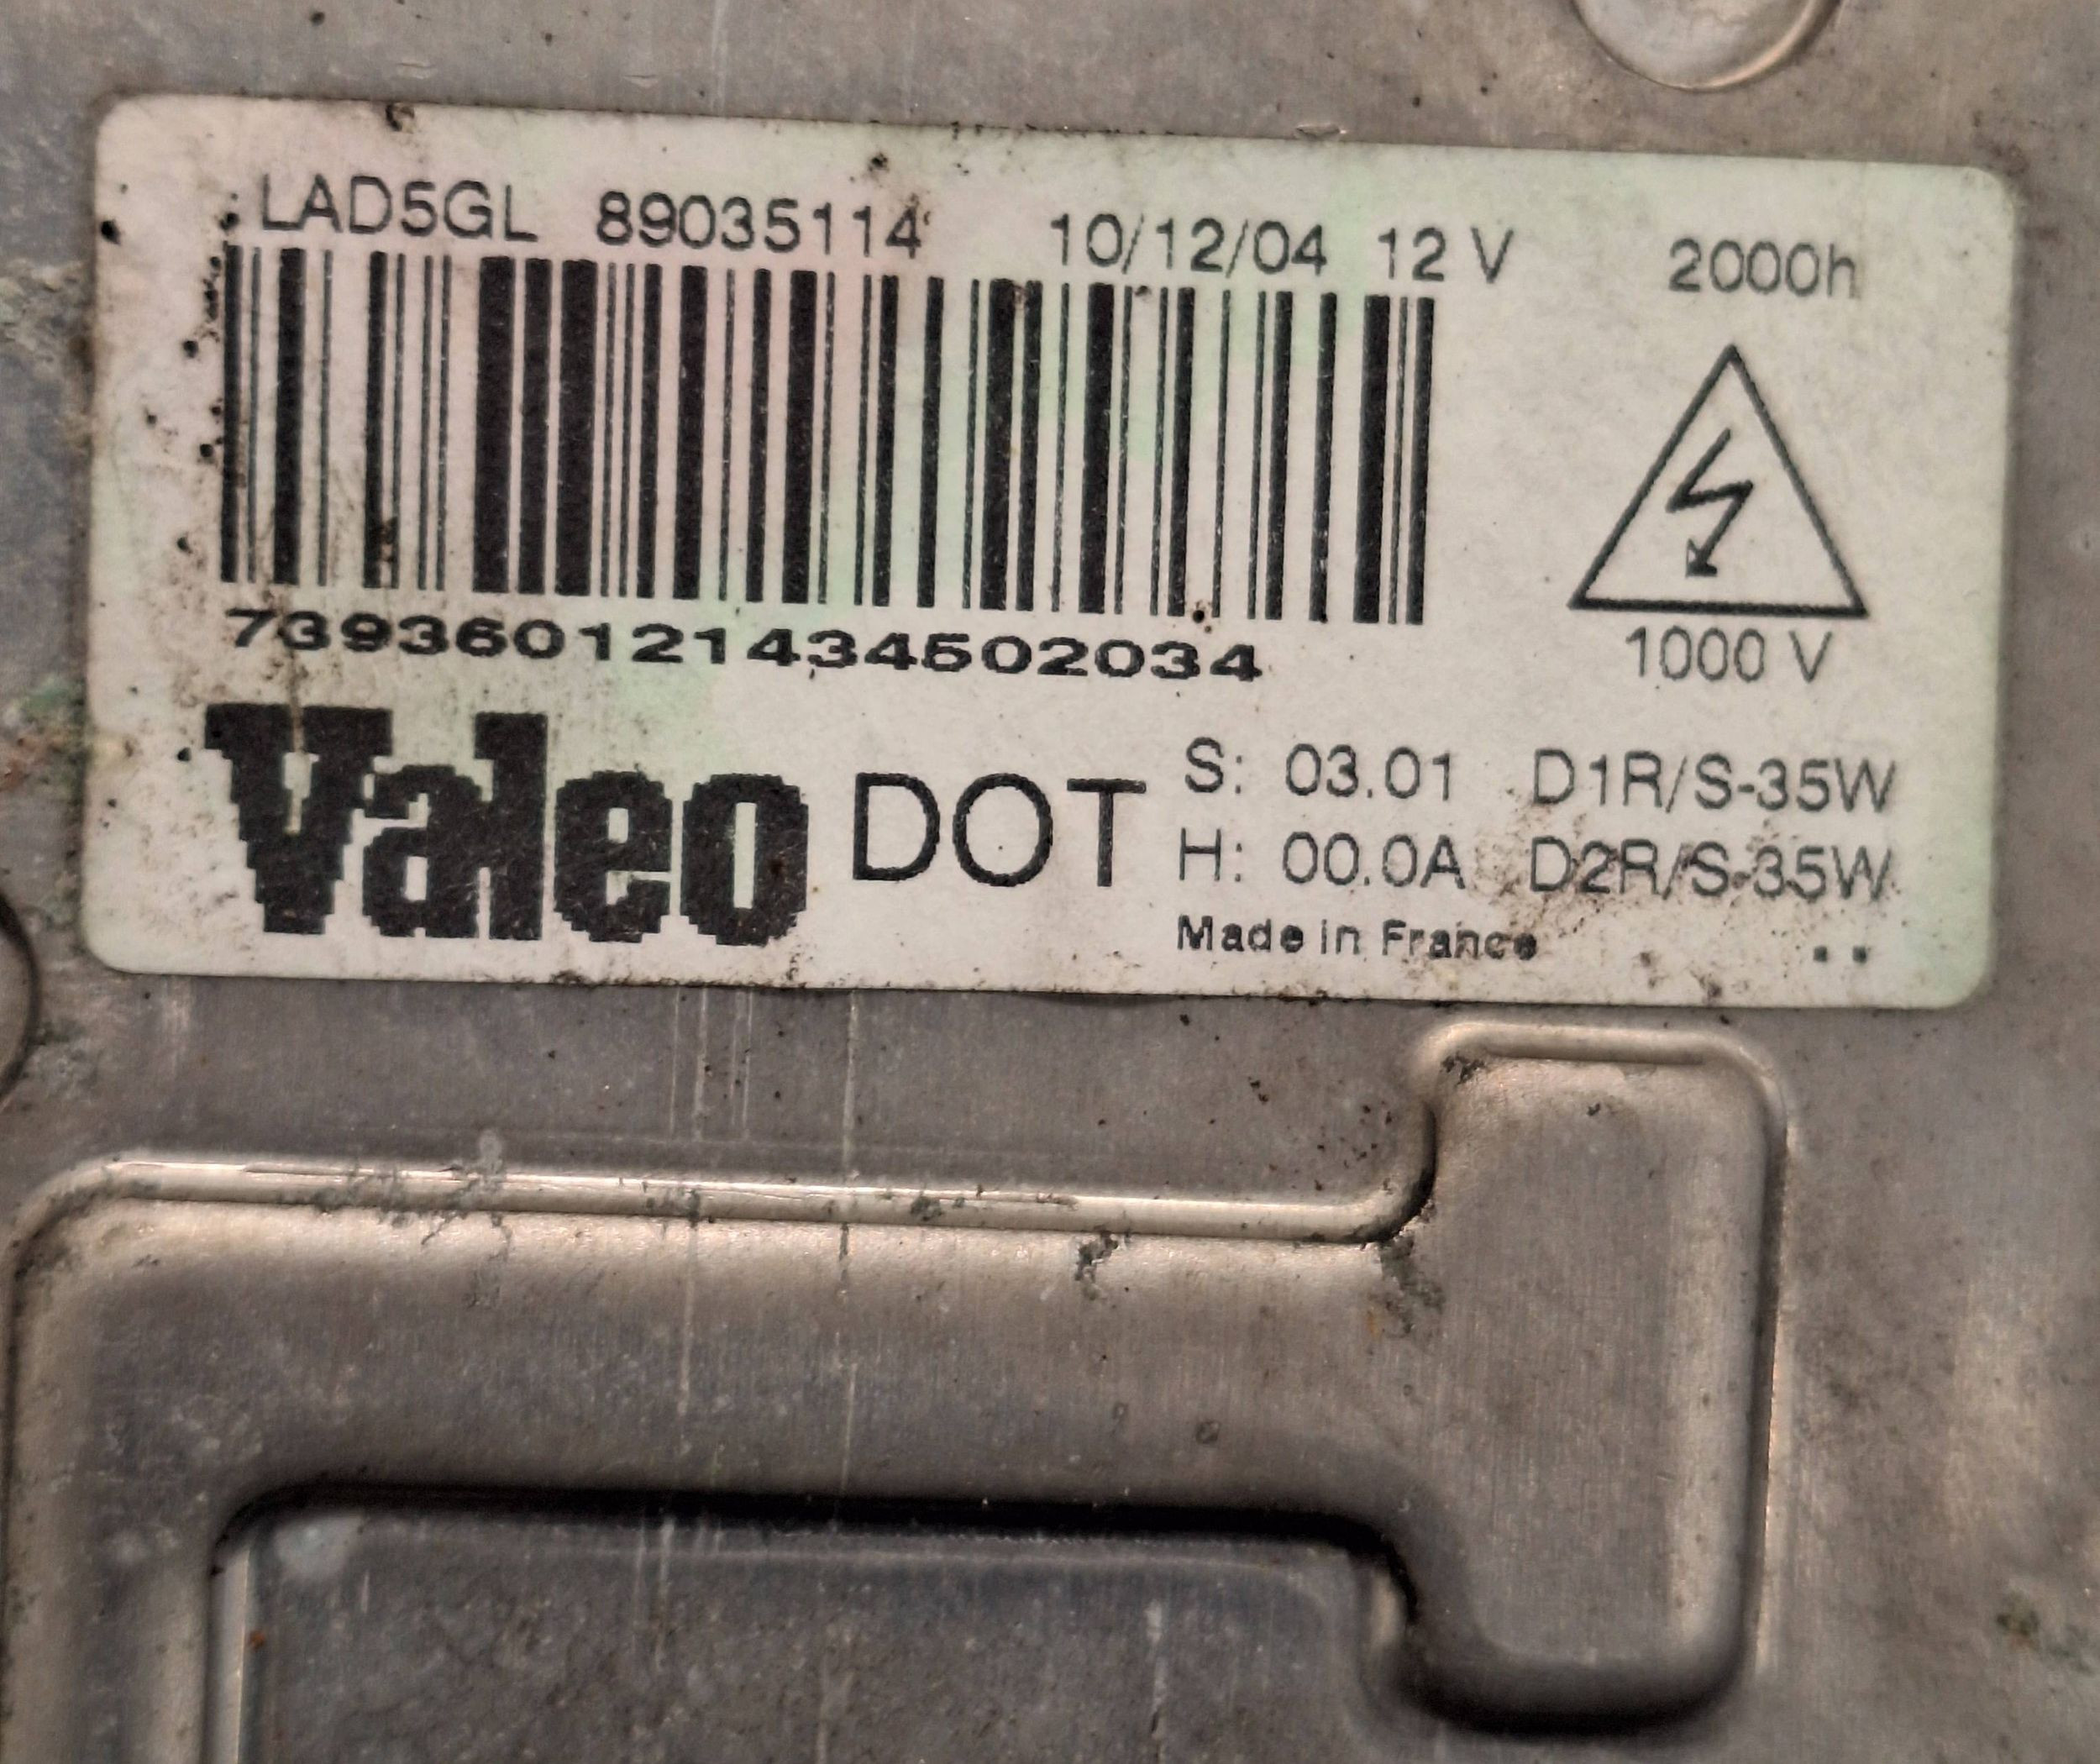 LAD5GL 89035114 10/12/04 12 V 2000h
739360121434502034
1000 V
Valeo DOT
S: 03.01 D1R/S-35W
H: 00.0A D2R/S-35W
Made in France